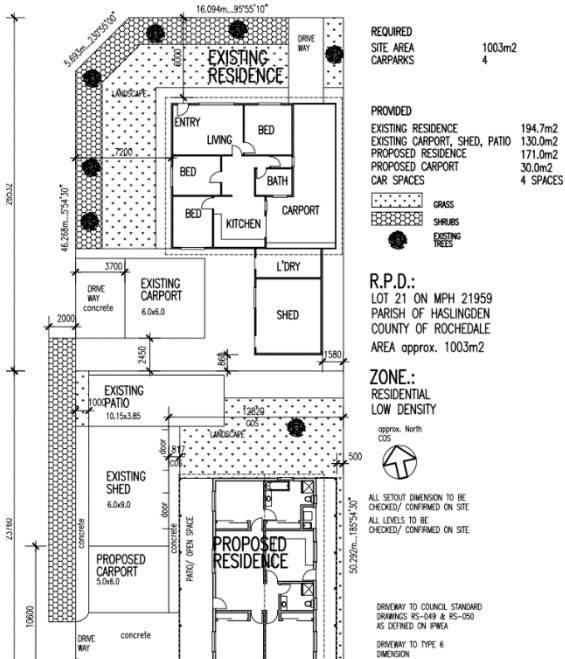 16.094m...95°55'10"
5.693m...230°55'00"
6000
DRIVE
WAY
EXISTING
RESIDENCE
LANDSCAPE
ENTRY
LIVING
BED
7200
BED
BATH
BED
KITCHEN
CARPORT
46.268m...5°54'30"
L'DRY
SHED
3700
EXISTING
CARPORT
6.0x6.0
DRIVE
WAY
concrete
2000
2450
860
1580
EXISTING
PATIO
10.15x3.85
1000
12820
COS
LANDSCAPE
door
817
COS
500
EXISTING
SHED
6.0x9.0
door
concrete
concrete
PATIO/ OPEN SPACE
PROPOSED
RESIDENCE
50.292m...185°54'30"
23760
PROPOSED
CARPORT
5.0x6.0
10600
DRIVE
WAY
concrete
REQUIRED
SITE AREA 1003m2
CARPARKS 4
PROVIDED
EXISTING RESIDENCE 194.7m2
EXISTING CARPORT, SHED, PATIO 130.0m2
PROPOSED RESIDENCE 171.0m2
PROPOSED CARPORT 30.0m2
CAR SPACES 4 SPACES
GRASS
SHRUBS
EXISTING
TREES
R.P.D.:
LOT 21 ON MPH 21959
PARISH OF HASLINGDEN
COUNTY OF ROCHEDALE
AREA approx. 1003m2
ZONE.:
RESIDENTIAL
LOW DENSITY
approx. North
COS
ALL SETOUT DIMENSION TO BE
CHECKED/ CONFIRMED ON SITE
ALL LEVELS TO BE
CHECKED/ CONFIRMED ON SITE
DRIVEWAY TO COUNCIL STANDARD
DRAWINGS RS-049 & RS-050
AS DEFINED ON IPWEA
DRIVEWAY TO TYPE 6
DIMENSION